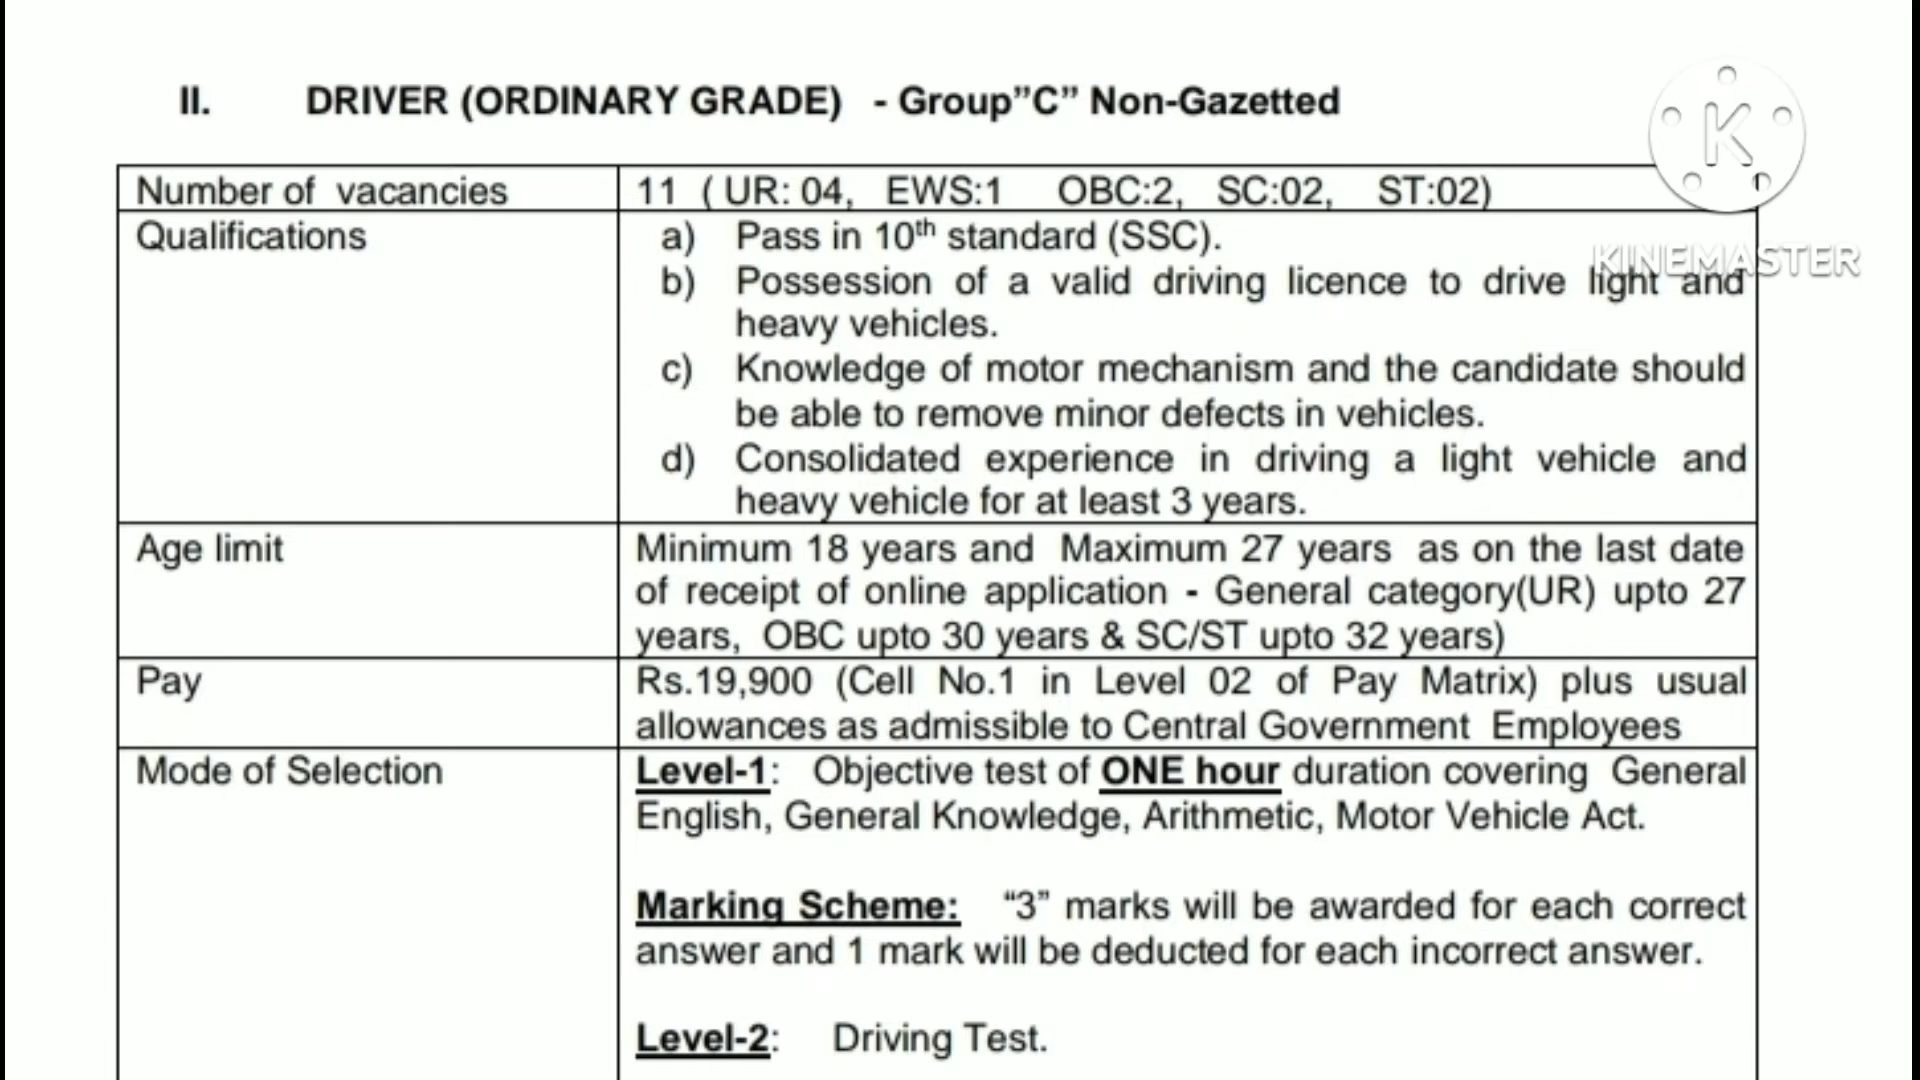 II. DRIVER (ORDINARY GRADE) - Group"C" Non-Gazetted
K
KINEMASTER
Number of vacancies 11 ( UR: 04, EWS:1 OBC:2, SC:02, ST:02)
Qualifications a) Pass in 10th standard (SSC).
b) Possession of a valid driving licence to drive light and
heavy vehicles.
c) Knowledge of motor mechanism and the candidate should
be able to remove minor defects in vehicles.
d) Consolidated experience in driving a light vehicle and
heavy vehicle for at least 3 years.
Age limit Minimum 18 years and Maximum 27 years as on the last date
of receipt of online application - General category(UR) upto 27
years, OBC upto 30 years & SC/ST upto 32 years)
Pay Rs.19,900 (Cell No.1 in Level 02 of Pay Matrix) plus usual
allowances as admissible to Central Government Employees
Mode of Selection Level-1: Objective test of ONE hour duration covering General
English, General Knowledge, Arithmetic, Motor Vehicle Act.
Marking Scheme: “3” marks will be awarded for each correct
answer and 1 mark will be deducted for each incorrect answer.
Level-2: Driving Test.